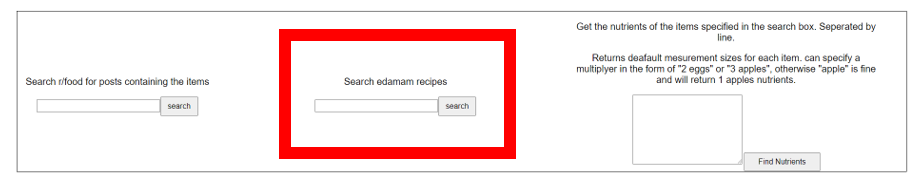 Search r/food for posts containing the items
search
Search edamam recipes
search
Get the nutrients of the items specified in the search box. Seperated by
line.
Returns deafault mesurement sizes for each item. can specify a
multiplyer in the form of "2 eggs" or "3 apples", otherwise "apple" is fine
and will return 1 apples nutrients.
Find Nutrients